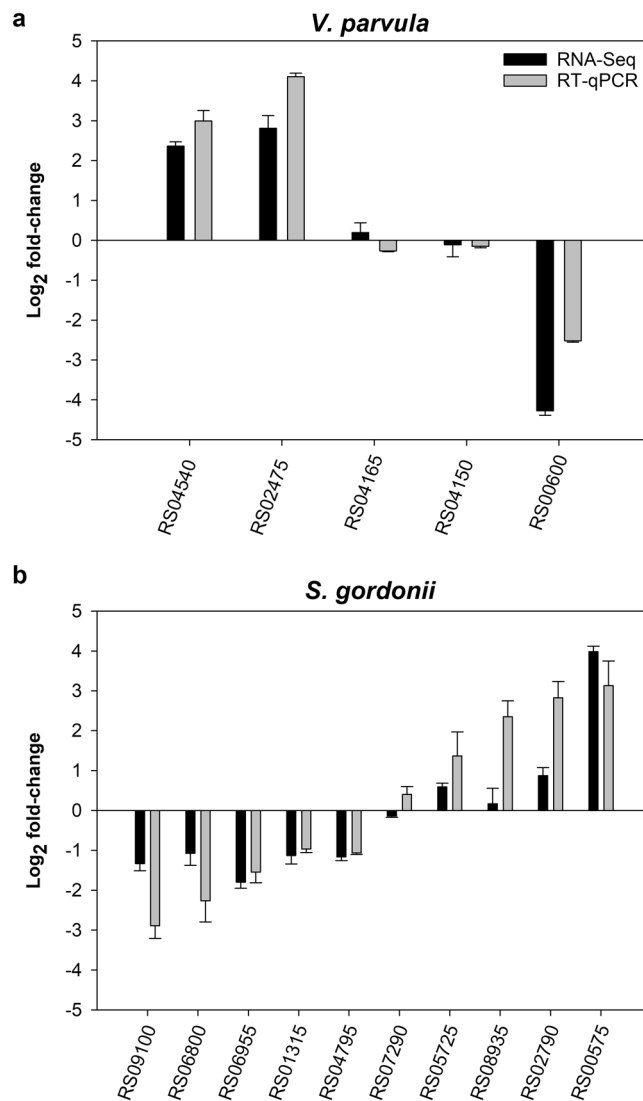 a
V. parvula
RNA-Seq
RT-qPCR
Log2 fold-change
5
4
3
2
1
0
-1
-2
-3
-4
-5
RS04540
RS02475
RS04165
RS04150
RS00600
b
S. gordonii
Log2 fold-change
5
4
3
2
1
0
-1
-2
-3
-4
-5
RS09100
RS06800
RS06955
RS01315
RS04795
RS07290
RS05725
RS08935
RS02790
RS00575